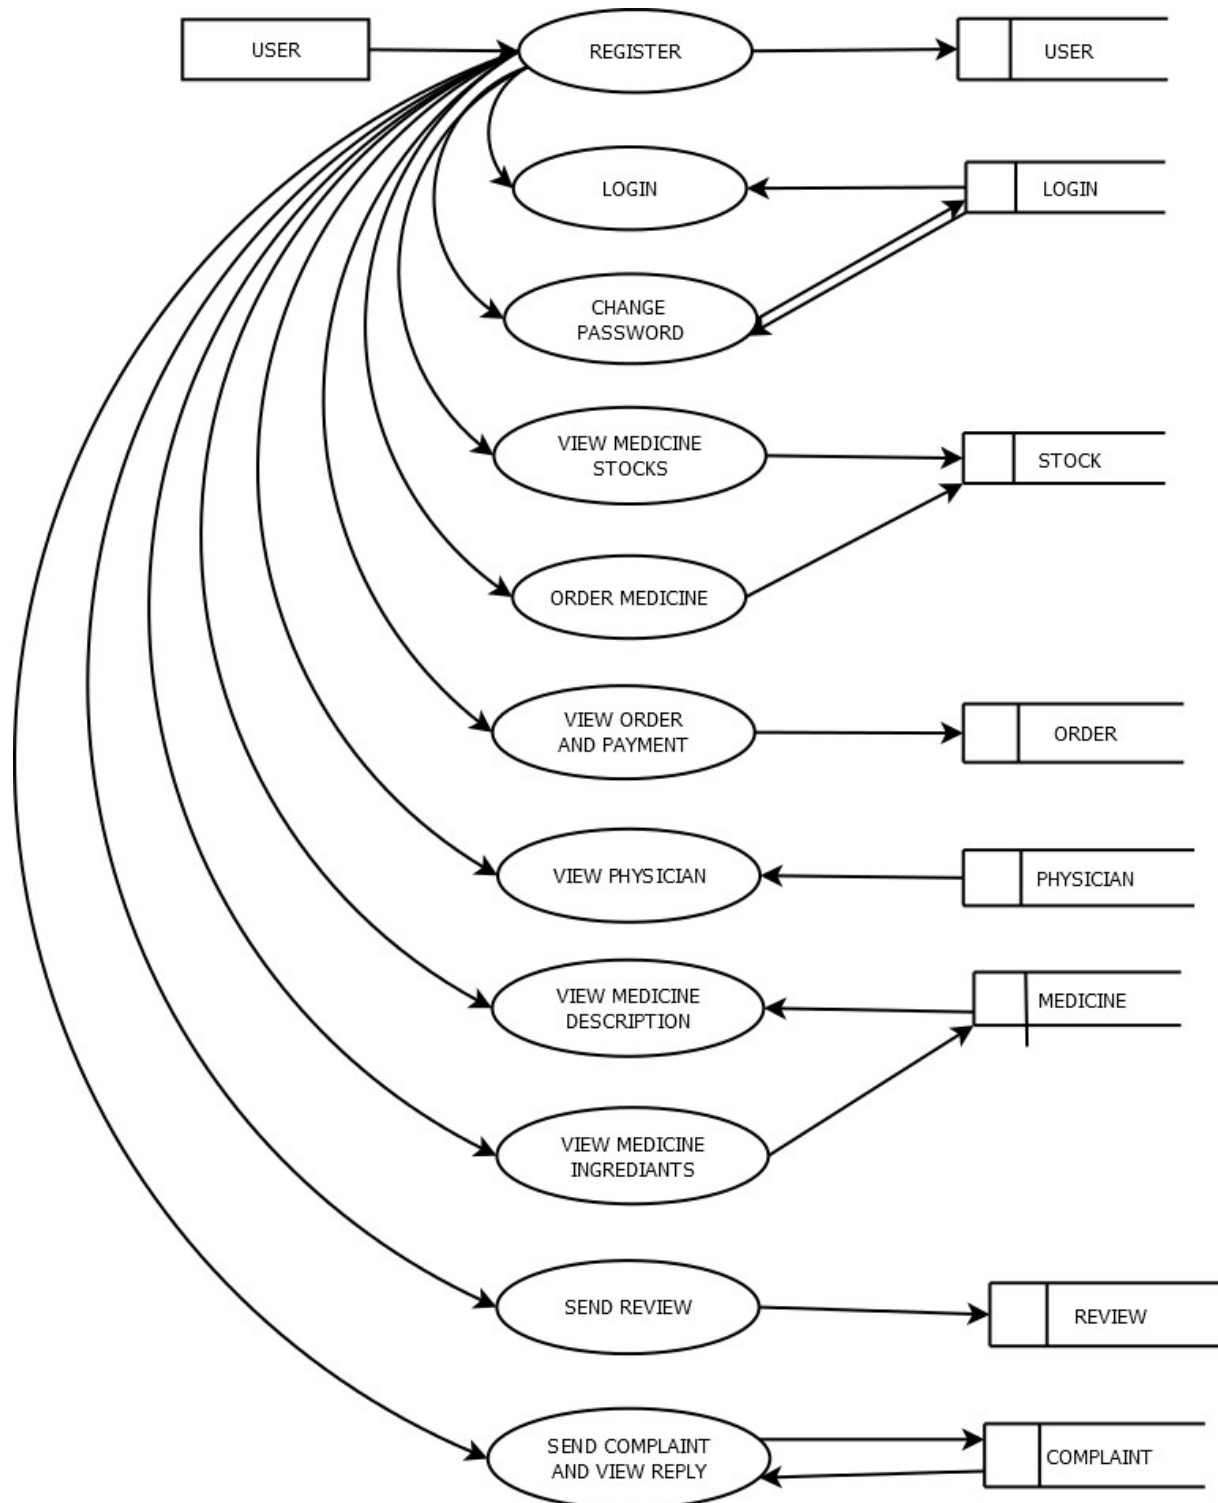 USER
REGISTER
USER
LOGIN
LOGIN
CHANGE
PASSWORD
VIEW MEDICINE
STOCKS
STOCK
ORDER MEDICINE
VIEW ORDER
AND PAYMENT
ORDER
VIEW PHYSICIAN
PHYSICIAN
VIEW MEDICINE
DESCRIPTION
MEDICINE
VIEW MEDICINE
INGREDIANTS
SEND REVIEW
REVIEW
SEND COMPLAINT
AND VIEW REPLY
COMPLAINT